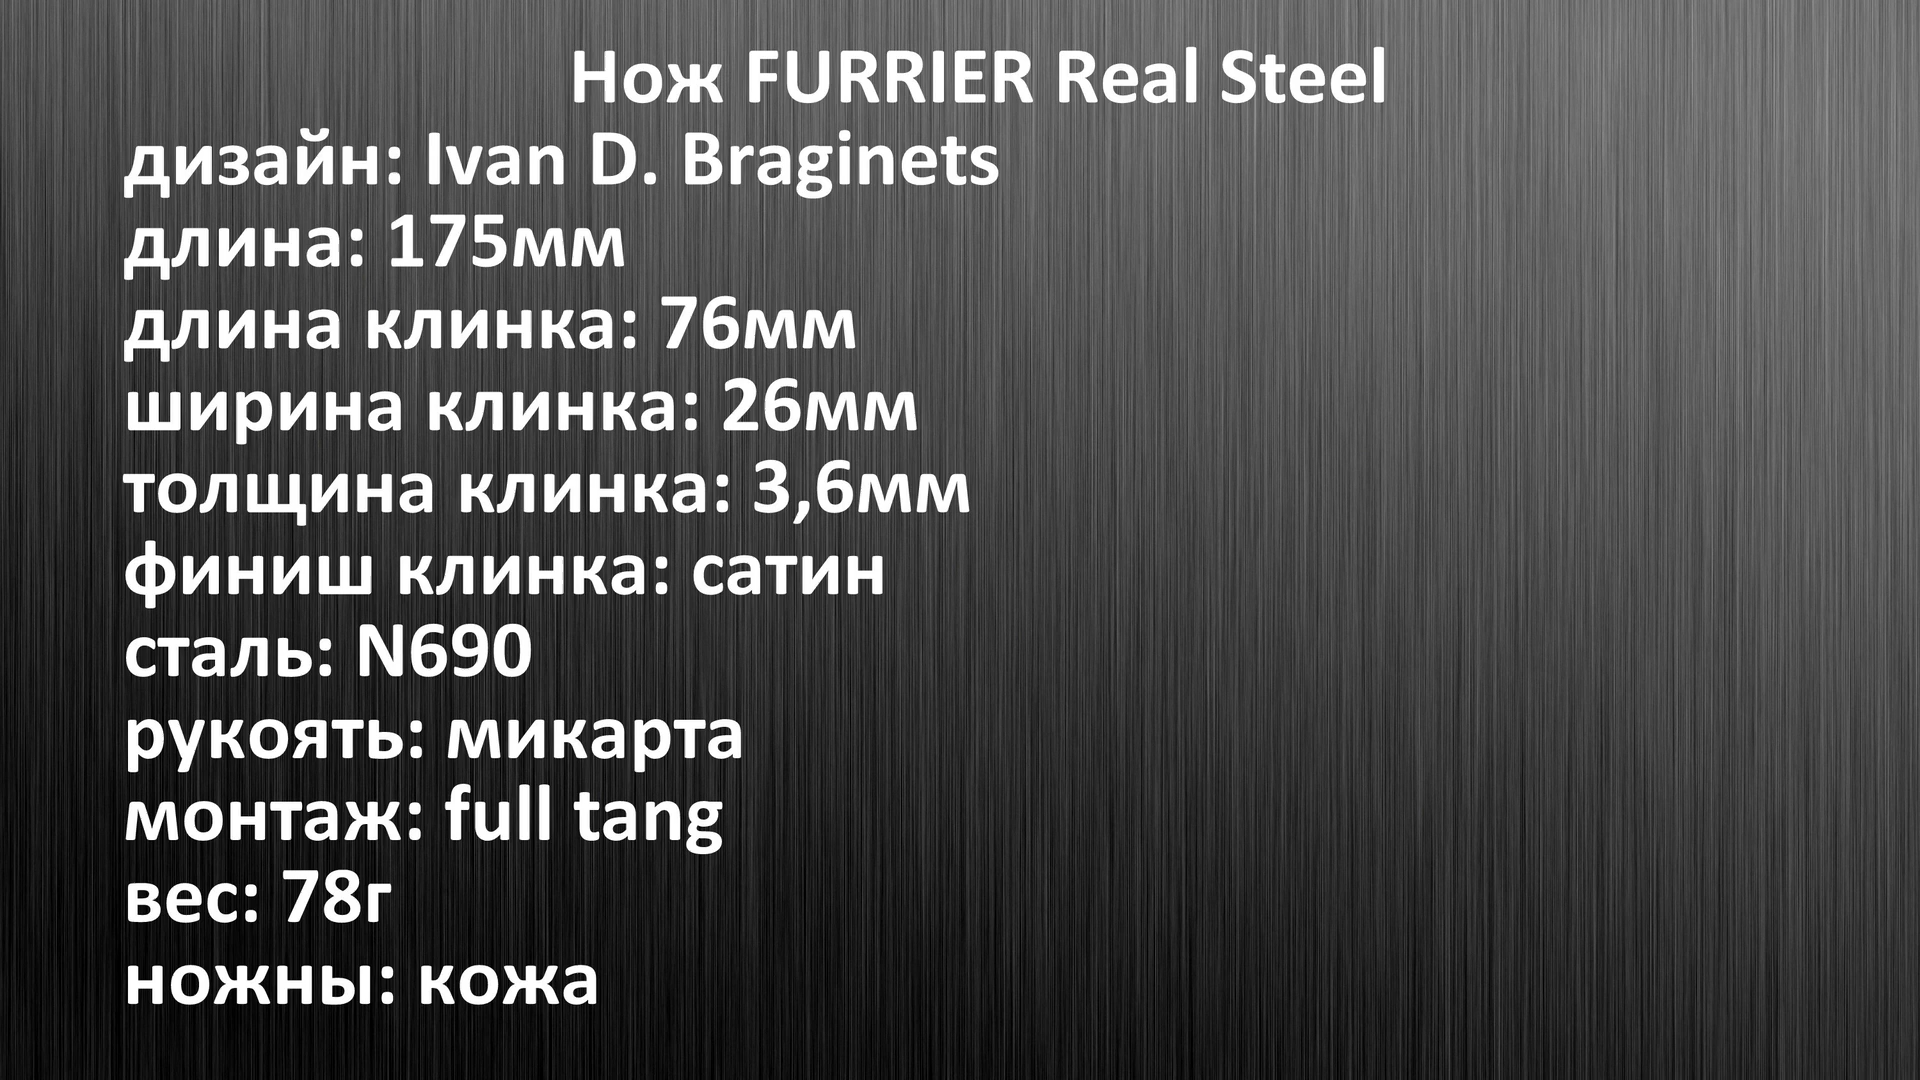 Нож FURRIER Real Steel
дизайн: Ivan D. Braginets
длина: 175мм
длина клинка: 76мм
ширина клинка: 26мм
толщина клинка: 3,6мм
финиш клинка: сатин
сталь: N690
рукоять: микарта
монтаж: full tang
вес: 78г
ножны: кожа